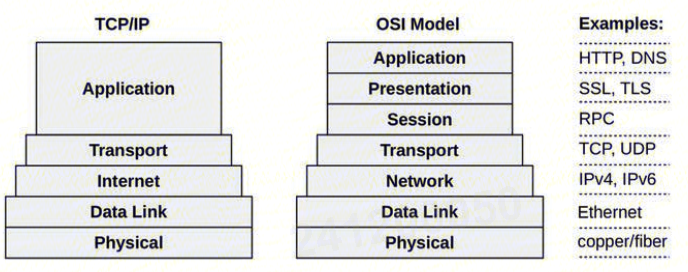 TCP/IP OSI Model Examples:
Application Application HTTP, DNS
Presentation SSL, TLS
Session RPC
Transport Transport TCP, UDP
Internet Network IPv4, IPv6
Data Link Data Link Ethernet
Physical Physical copper/fiber